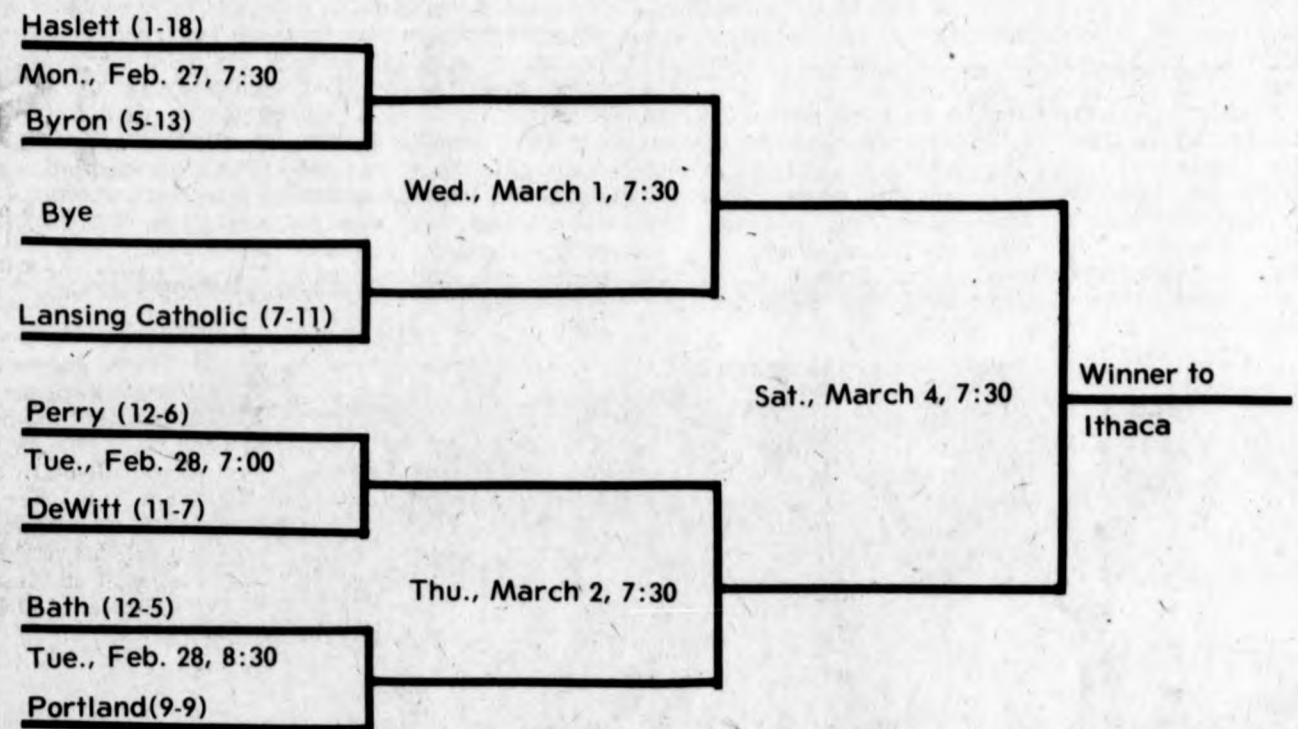 Haslett (1-18)
Mon., Feb. 27, 7:30
Byron (5-13)
Wed., March 1, 7:30
Bye
Lansing Catholic (7-11)
Sat., March 4, 7:30
Winner to
Ithaca
Perry (12-6)
Tue., Feb. 28, 7:00
DeWitt (11-7)
Thu., March 2, 7:30
Bath (12-5)
Tue., Feb. 28, 8:30
Portland(9-9)